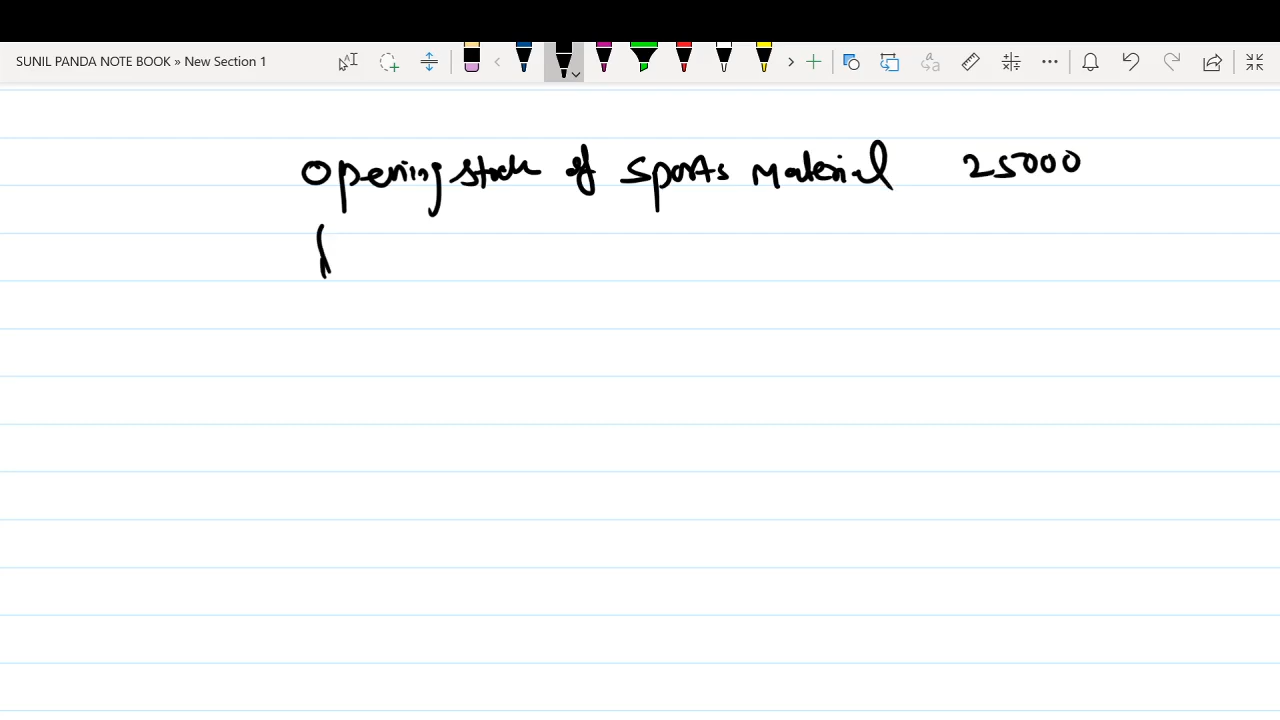 SUNIL PANDA NOTE BOOK » New Section 1
Opening stock of sports Material 25000